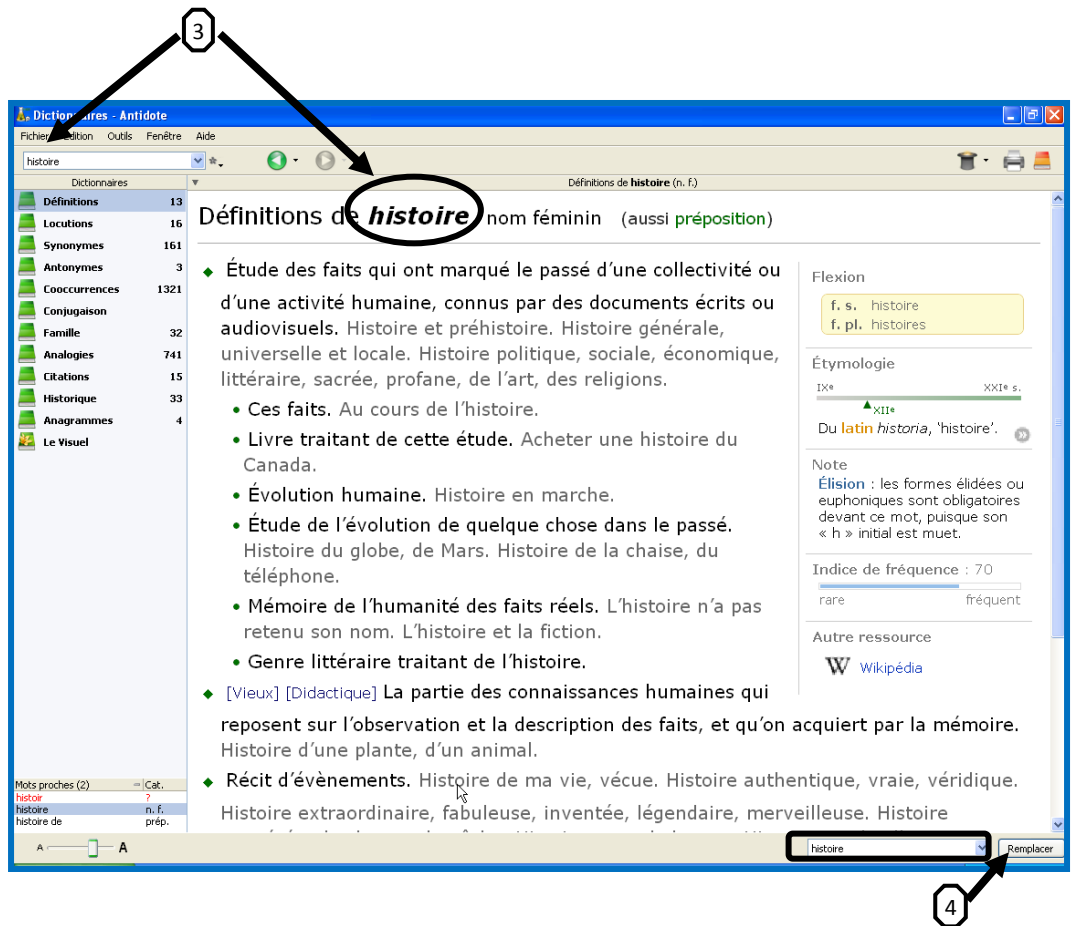 3
Dictionnaires - Antidote
Fichier Édition Outils Fenêtre Aide
histoire
Dictionnaires
Définitions de histoire (n. f.)
Définitions 13
Locutions 16
Synonymes 161
Antonymes 3
Cooccurrences 1321
Conjugaison
Famille 32
Analogies 741
Citations 15
Historique 33
Anagrammes 4
Le Visuel
Mots proches (2) Cat.
histoir ?
histoire n. f.
histoire de prép.
Définitions de histoire nom féminin (aussi préposition)
Étude des faits qui ont marqué le passé d’une collectivité ou
d’une activité humaine, connus par des documents écrits ou
audiovisuels. Histoire et préhistoire. Histoire générale,
universelle et locale. Histoire politique, sociale, économique,
littéraire, sacrée, profane, de l’art, des religions.
• Ces faits. Au cours de l’histoire.
• Livre traitant de cette étude. Acheter une histoire du
Canada.
• Évolution humaine. Histoire en marche.
• Étude de l’évolution de quelque chose dans le passé.
Histoire du globe, de Mars. Histoire de la chaise, du
téléphone.
• Mémoire de l’humanité des faits réels. L’histoire n’a pas
retenu son nom. L’histoire et la fiction.
• Genre littéraire traitant de l’histoire.
[Vieux] [Didactique] La partie des connaissances humaines qui
reposent sur l’observation et la description des faits, et qu’on acquiert par la mémoire.
Histoire d’une plante, d’un animal.
Récit d’évènements. Histoire de ma vie, vécue. Histoire authentique, vraie, véridique.
Histoire extraordinaire, fabuleuse, inventée, légendaire, merveilleuse. Histoire
Flexion
f. s. histoire
f. pl. histoires
Étymologie
IXe XXIe s.
XIIe
Du latin historia, ‘histoire’.
Note
Élision : les formes élidées ou
euphoniques sont obligatoires
devant ce mot, puisque son
« h » initial est muet.
Indice de fréquence : 70
rare fréquent
Autre ressource
W Wikipédia
A A
histoire
Remplacer
4